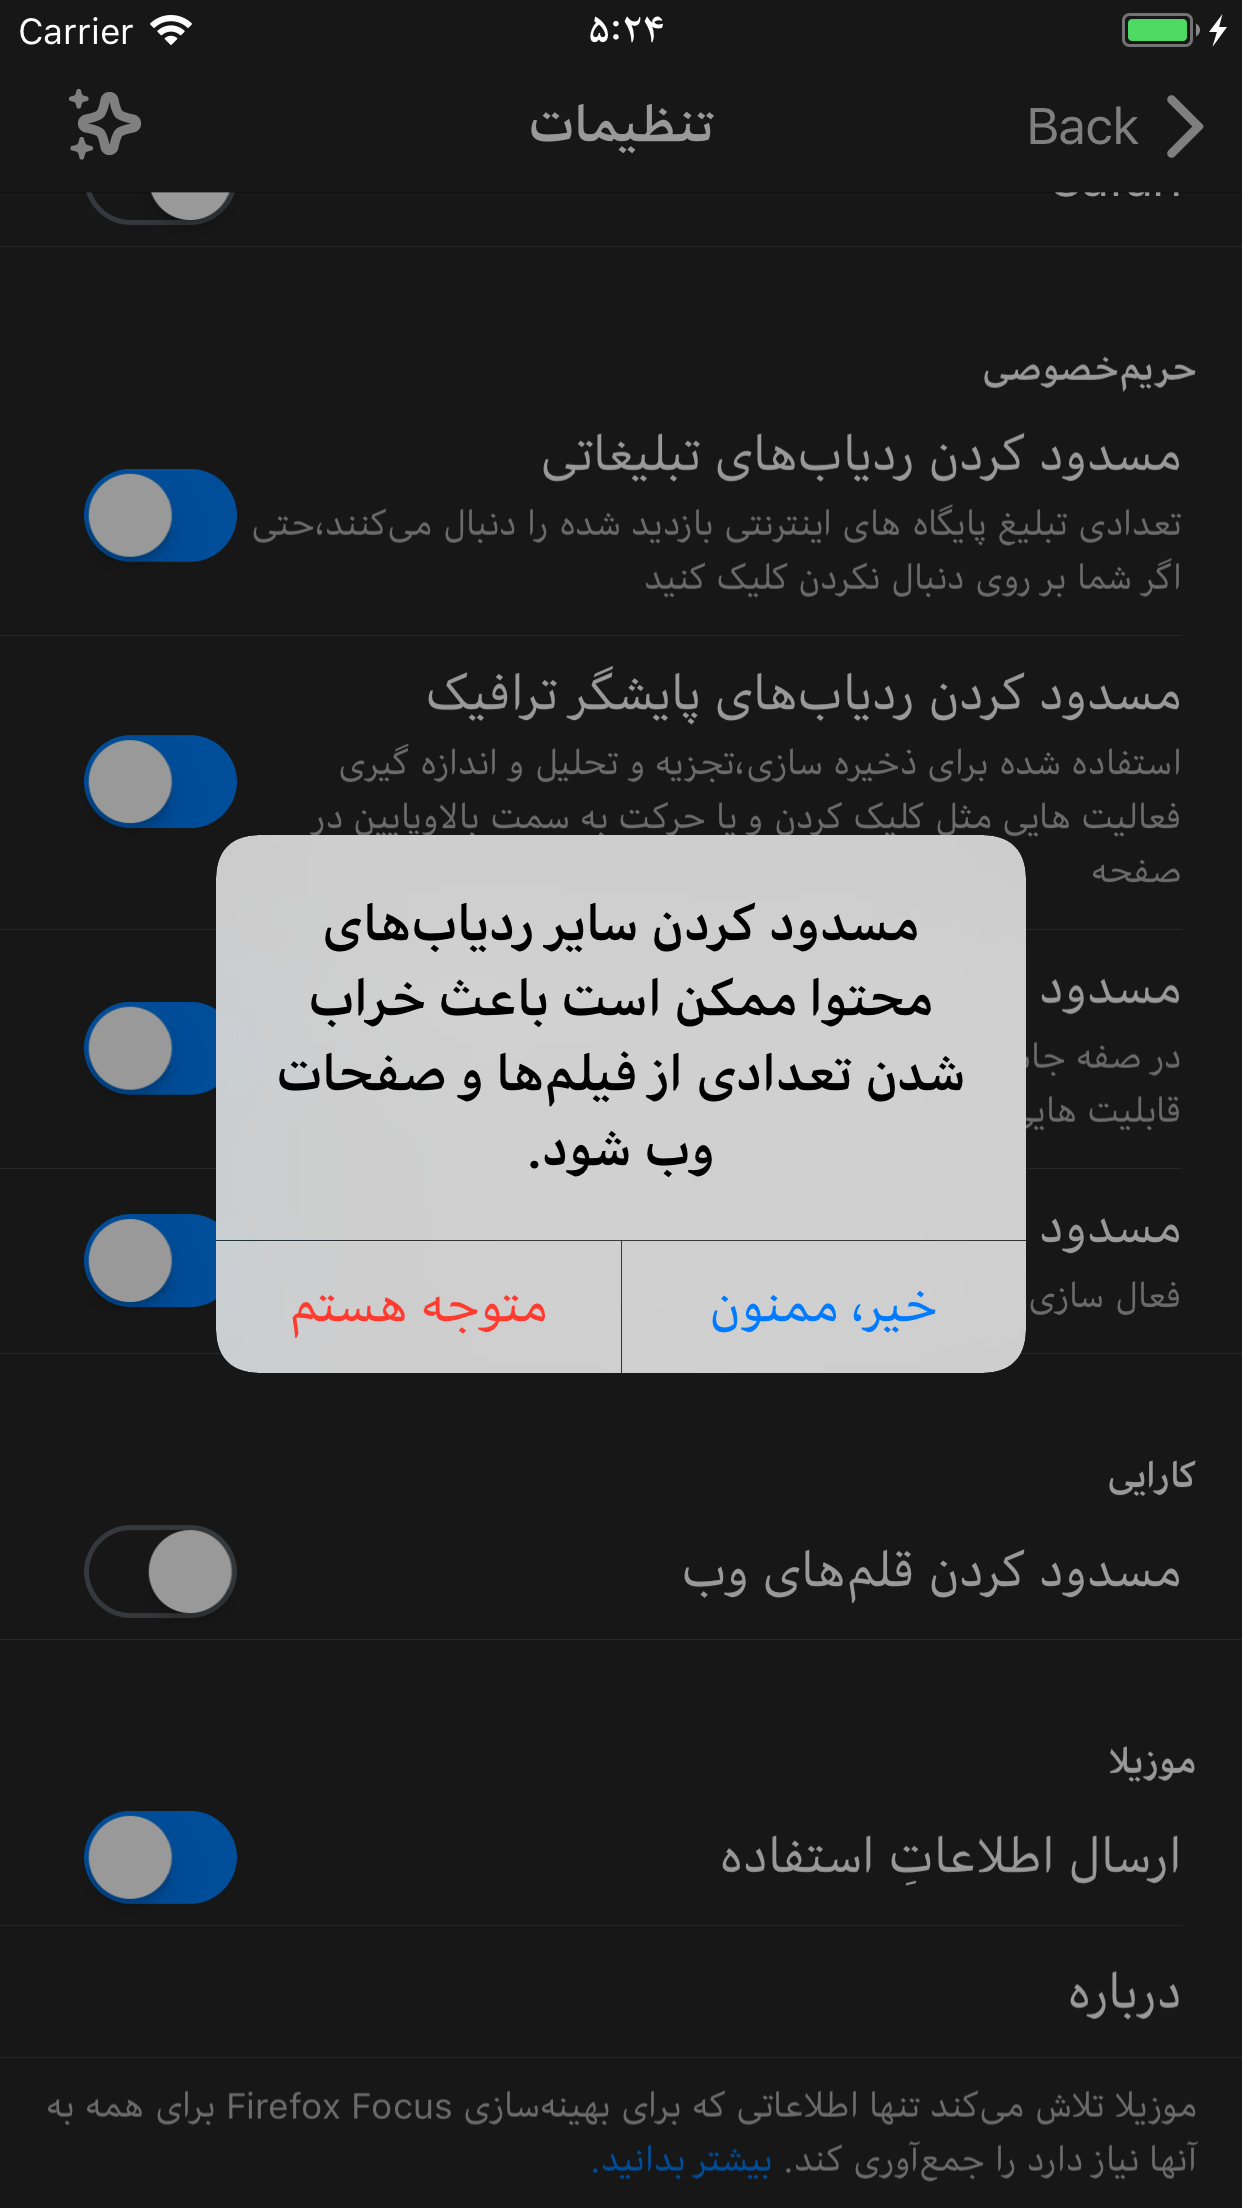 Carrier
۵:۲۴
Back
تنظیمات
حریم‌خصوصی
مسدود کردن ردیاب‌های تبلیغاتی
تعدادی تبلیغ پایگاه های اینترنتی بازدید شده را دنبال می‌کنند،حتی
اگر شما بر روی دنبال نکردن کلیک کنید
مسدود کردن ردیاب‌های پایشگر ترافیک
استفاده شده برای ذخیره سازی،تجزیه و تحلیل و اندازه گیری
فعالیت هایی مثل کلیک کردن و یا حرکت به سمت بالاوپایین در
صفحه
مسدود
در صفه
قابلیت
مسدود
فعال سازی
مسدود کردن سایر ردیاب‌های
محتوا ممکن است باعث خراب
شدن تعدادی از فیلم‌ها و صفحات
وب شود.
خیر، ممنون
متوجه هستم
کارایی
مسدود کردن قلم‌های وب
موزیلا
ارسال اطلاعاتِ استفاده
درباره
موزیلا تلاش می‌کند تنها اطلاعاتی که برای بهینه‌سازی Firefox Focus برای همه به
آنها نیاز دارد را جمع‌آوری کند. بیشتر بدانید.